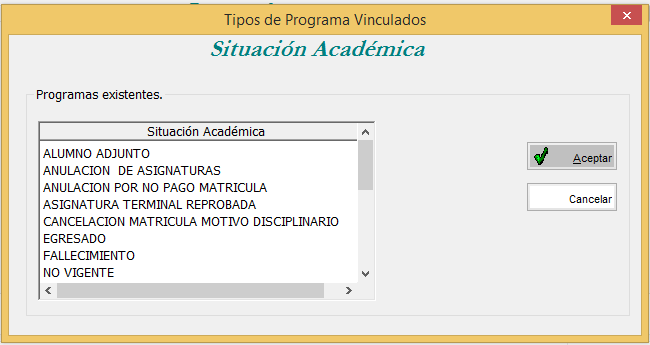 Tipos de Programa Vinculados
Situación Académica
Programas existentes.
Situación Académica
ALUMNO ADJUNTO
ANULACION  DE ASIGNATURAS
ANULACION POR NO PAGO MATRICULA
ASIGNATURA TERMINAL REPROBADA
CANCELACION MATRICULA MOTIVO DISCIPLINARIO
EGRESADO
FALLECIMIENTO
NO VIGENTE
Aceptar
Cancelar